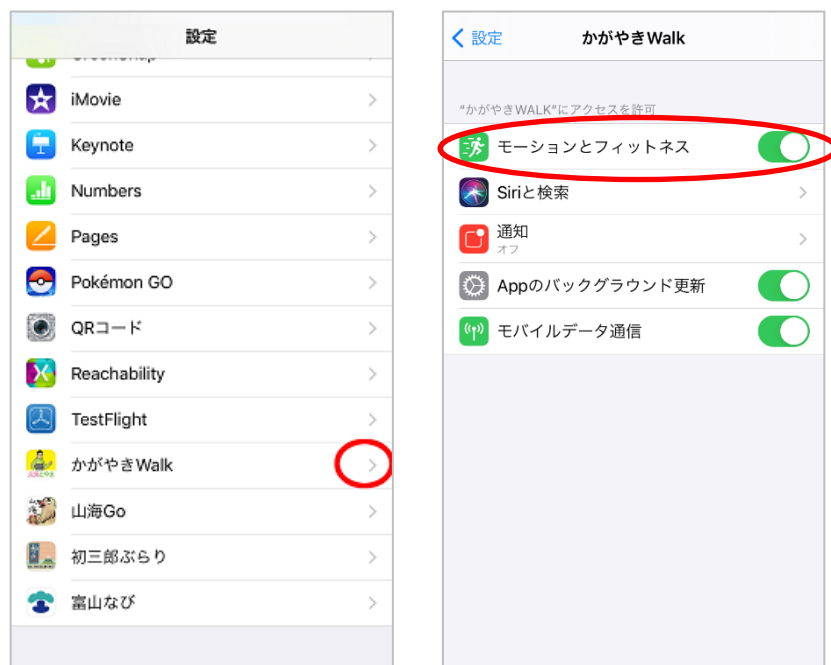 設定
iMovie
Keynote
Numbers
Pages
Pokémon GO
QRコード
Reachability
TestFlight
かがやきWalk
山海Go
初三郎ぶらり
富山なび
設定
かがやきWalk
"かがやきWALK"にアクセスを許可
モーションとフィットネス
Siriと検索
通知
オフ
Appのバックグラウンド更新
モバイルデータ通信